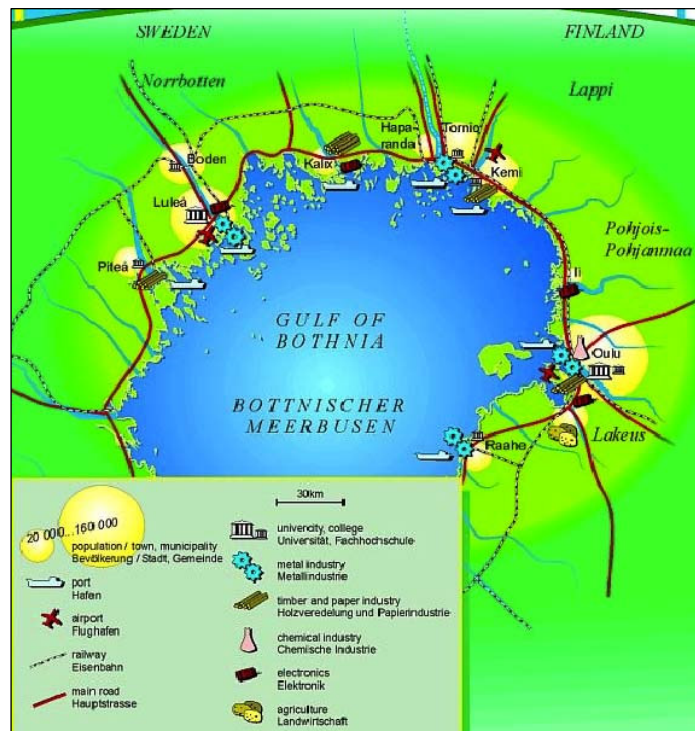 SWEDEN
FINLAND
Norrbotten
Lappi
Hapa-
randa
Tornio
Boden
Kalix
Kemi
Luleå
Pohjois-
Pohjanmaa
Piteå
Ii
GULF OF
BOTHNIA
Oulu
BOTTNISCHER
MEERBUSEN
Raahe
Lakeus
20 000...160 000
population / town, municipality
Bevölkerung / Stadt, Gemeinde
port
Hafen
airport
Flughafen
railway
Eisenbahn
main road
Hauptstrasse
30km
univercity, college
Universität, Fachhochschule
metal industry
Metallindustrie
timber and paper industry
Holzveredelung und Papierindustrie
chemical industry
Chemische Industrie
electronics
Elektronik
agriculture
Landwirtschaft